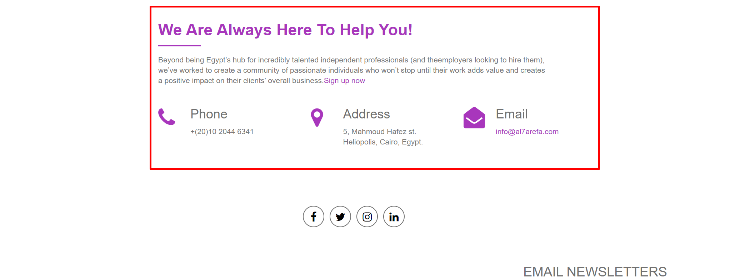 We Are Always Here To Help You!
Beyond being Egypt's hub for incredibly talented independent professionals (and theemployers looking to hire them),
we've worked to create a community of passionate individuals who won't stop until their work adds value and creates
a positive impact on their clients' overall business.Sign up now
Phone
+(20)10 2044 6341
Address
5, Mahmoud Hafez st.
Heliopolis, Cairo, Egypt.
Email
info@al7arefa.com
EMAIL NEWSLETTERS